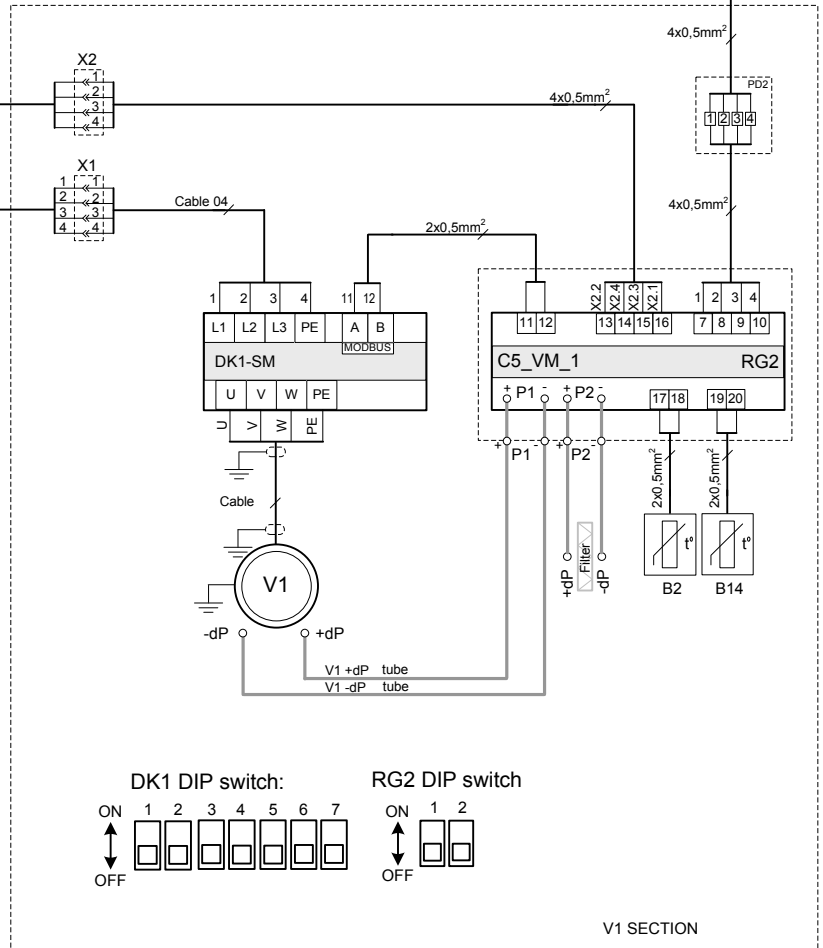 4x0,5mm²
X2
1
2
3
4
4x0,5mm²
PD2
1 2 3 4
X1
1 1
2 2
3 3
4 4
Cable 04
4x0,5mm²
2x0,5mm²
1 2 3 4
11 12
X2.2 X2.4 X2.3 X2.1
1 2 3 4
L1 L2 L3 PE A B
MODBUS
11 12 13 14 15 16 7 8 9 10
DK1-SM
C5_VM_1 RG2
U V W PE
+ P1 - + P2 -
17 18 19 20
U V W PE
+ P1 - + P2 -
2x0,5mm² 2x0,5mm²
Cable
V1
+dP Filter -dP
t° t°
B2 B14
-dP +dP
V1 +dP tube
V1 -dP tube
DK1 DIP switch:
ON 1 2 3 4 5 6 7
OFF
RG2 DIP switch
ON 1 2
OFF
V1 SECTION